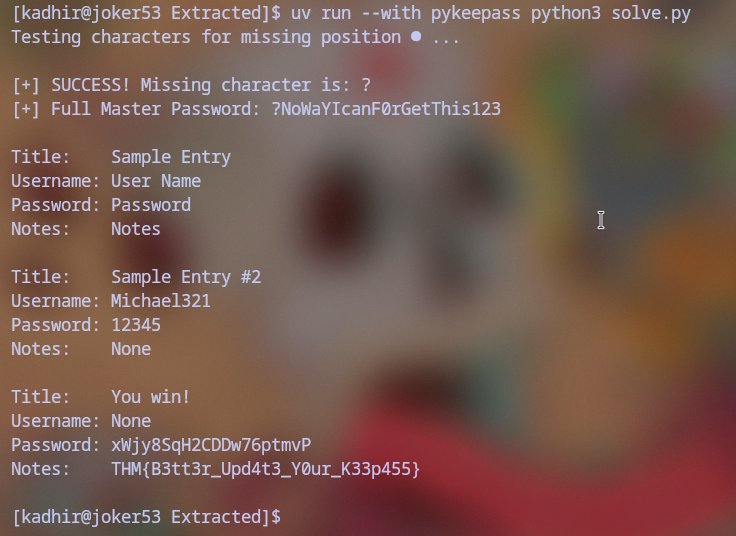 [kadhir@joker53 Extracted]$ uv run --with pykeepass python3 solve.py
Testing characters for missing position ● ...
[+] SUCCESS! Missing character is: ?
[+] Full Master Password: ?NoWaYIcanF0rGetThis123
Title:    Sample Entry
Username: User Name
Password: Password
Notes:    Notes
Title:    Sample Entry #2
Username: Michael321
Password: 12345
Notes:    None
Title:    You win!
Username: None
Password: xWjy8SqH2CDDw76ptmvP
Notes:    THM{B3tt3r_Upd4t3_Y0ur_K33p455}
[kadhir@joker53 Extracted]$